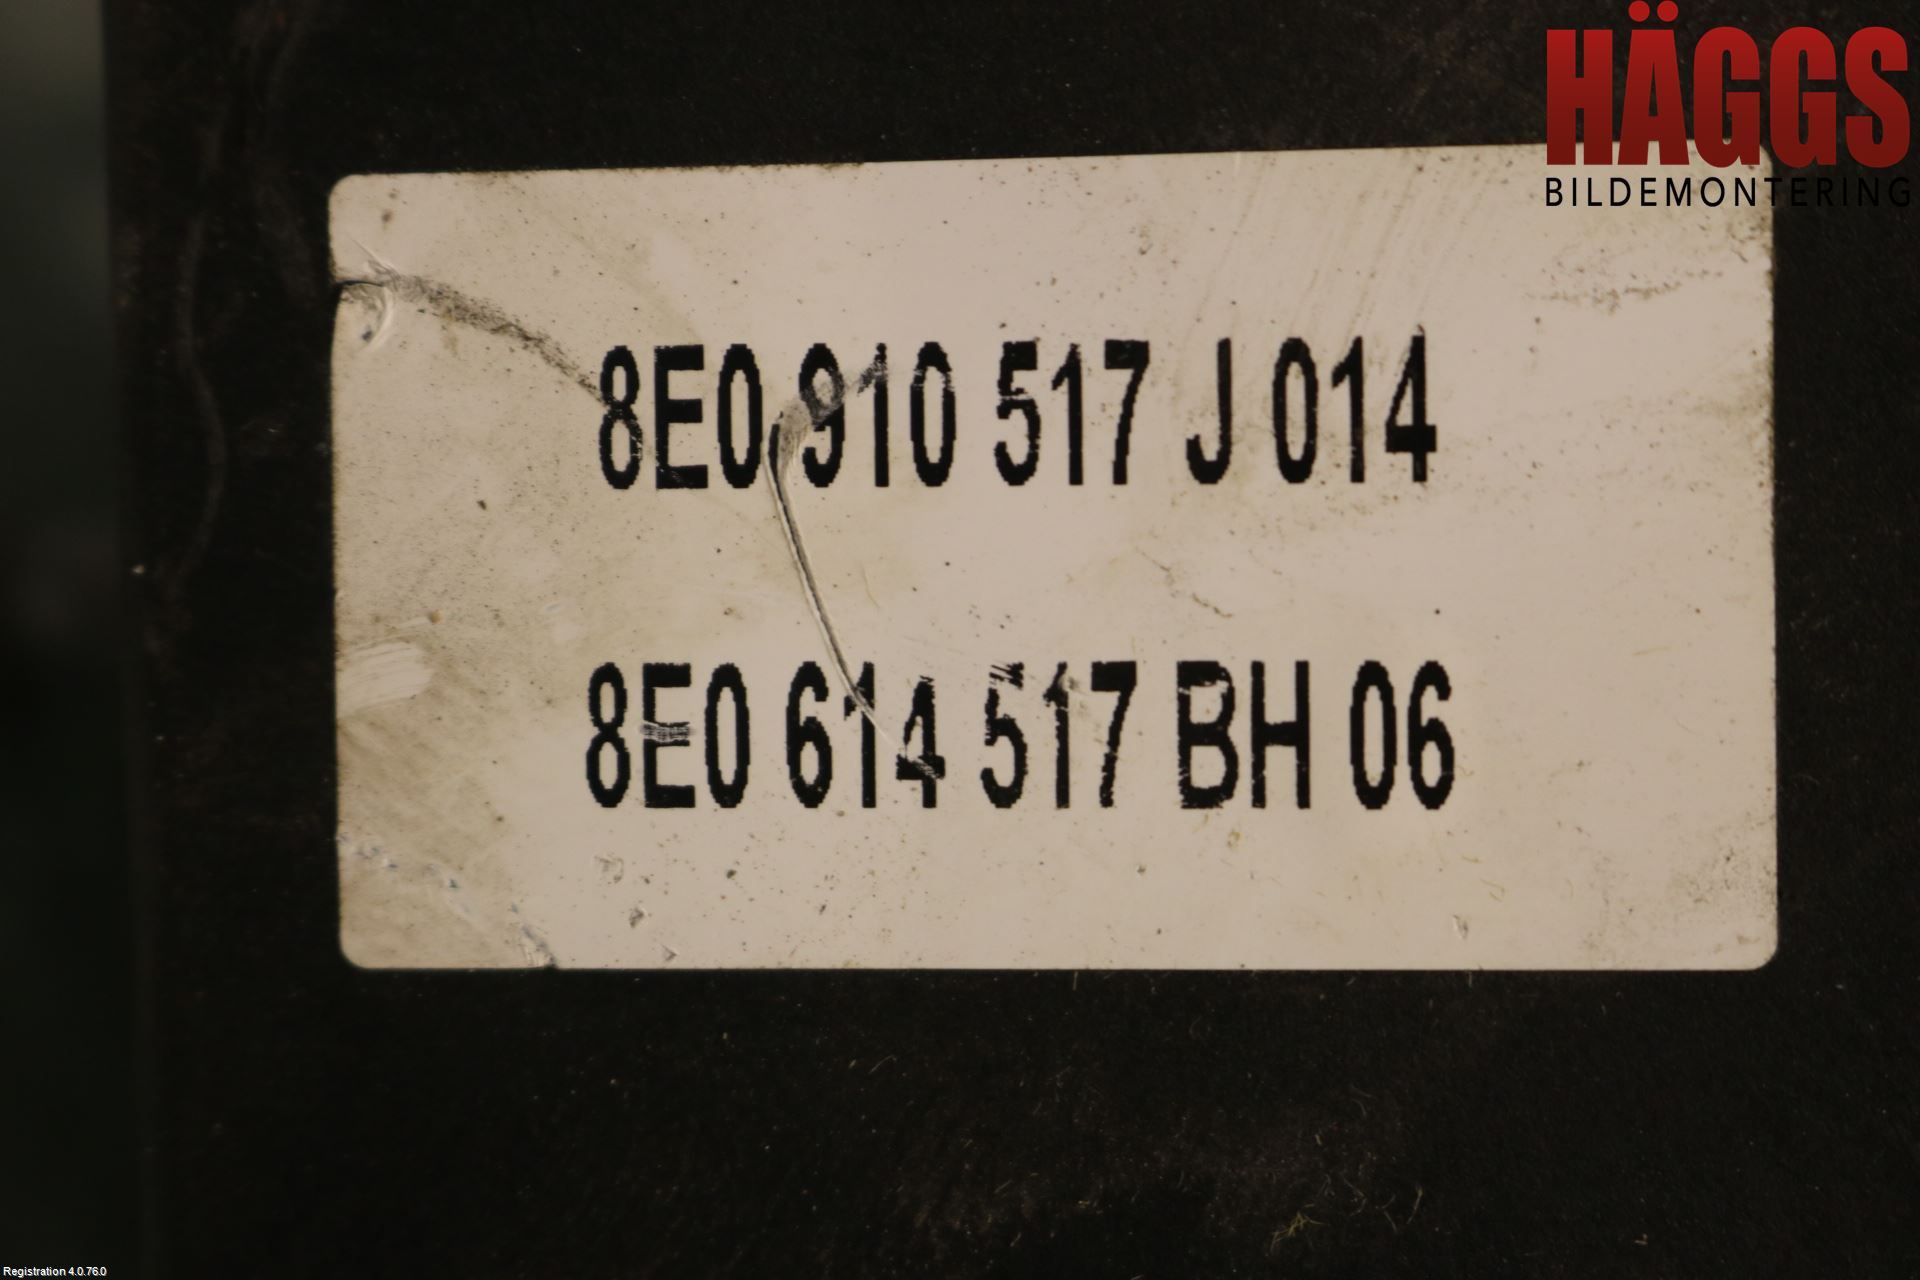 HÄGGS
BILDEMONTERING
8E0 910 517 J 014
8E0 614 517 BH 06
Registration 4.0.76.0